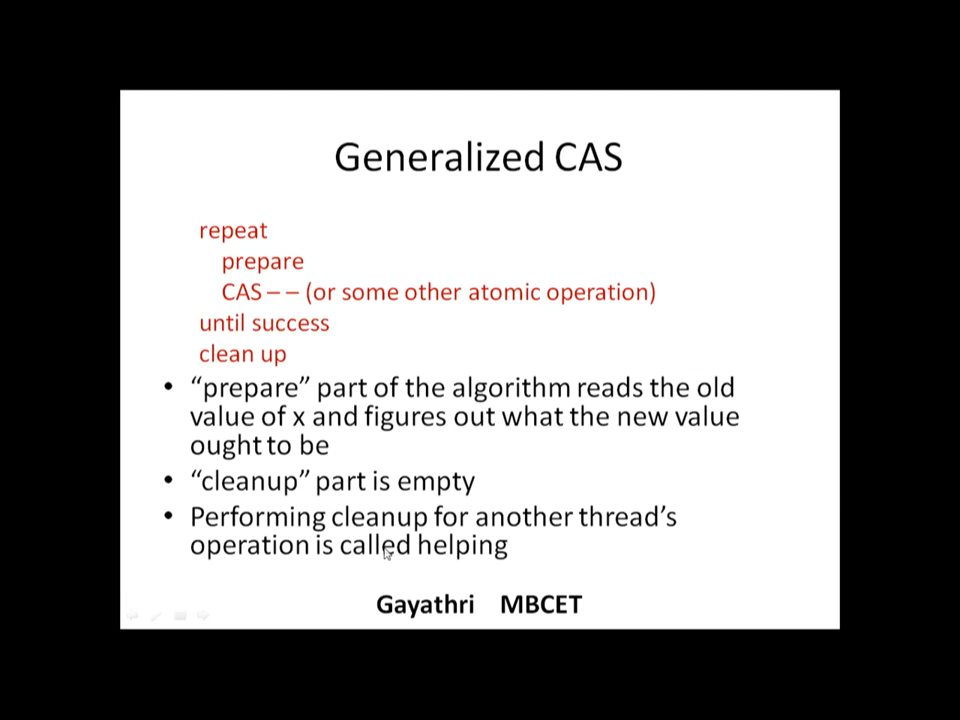 Generalized CAS
repeat
prepare
CAS – – (or some other atomic operation)
until success
clean up
• “prepare” part of the algorithm reads the old
value of x and figures out what the new value
ought to be
• “cleanup” part is empty
• Performing cleanup for another thread’s
operation is called helping
Gayathri MBCET